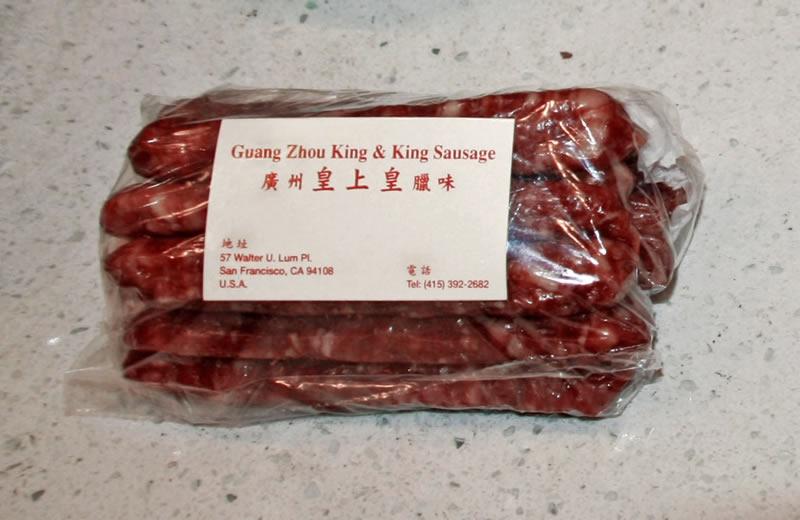 Guang Zhou King & King Sausage
廣州皇上皇臘味
地址
57 Walter U. Lum Pl.
San Francisco, CA 94108
U.S.A.
電話
Tel: (415) 392-2682